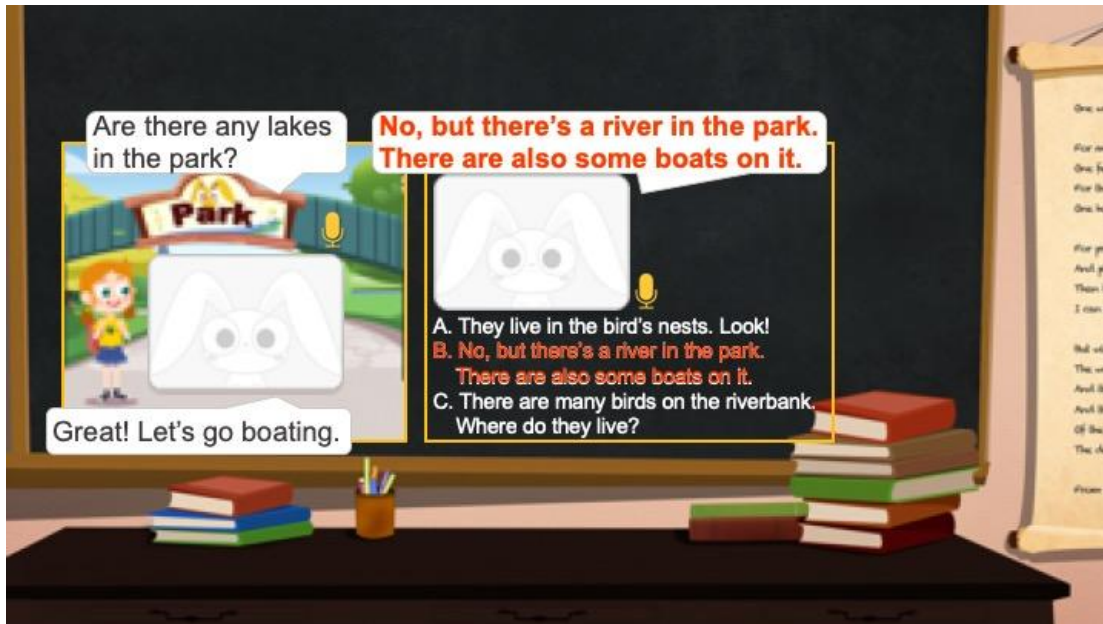 Are there any lakes
in the park?
No, but there's a river in the park.
There are also some boats on it.
Park
Great! Let's go boating.
A. They live in the bird's nests. Look!
B. No, but there's a river in the park.
There are also some boats on it.
C. There are many birds on the riverbank.
Where do they live?